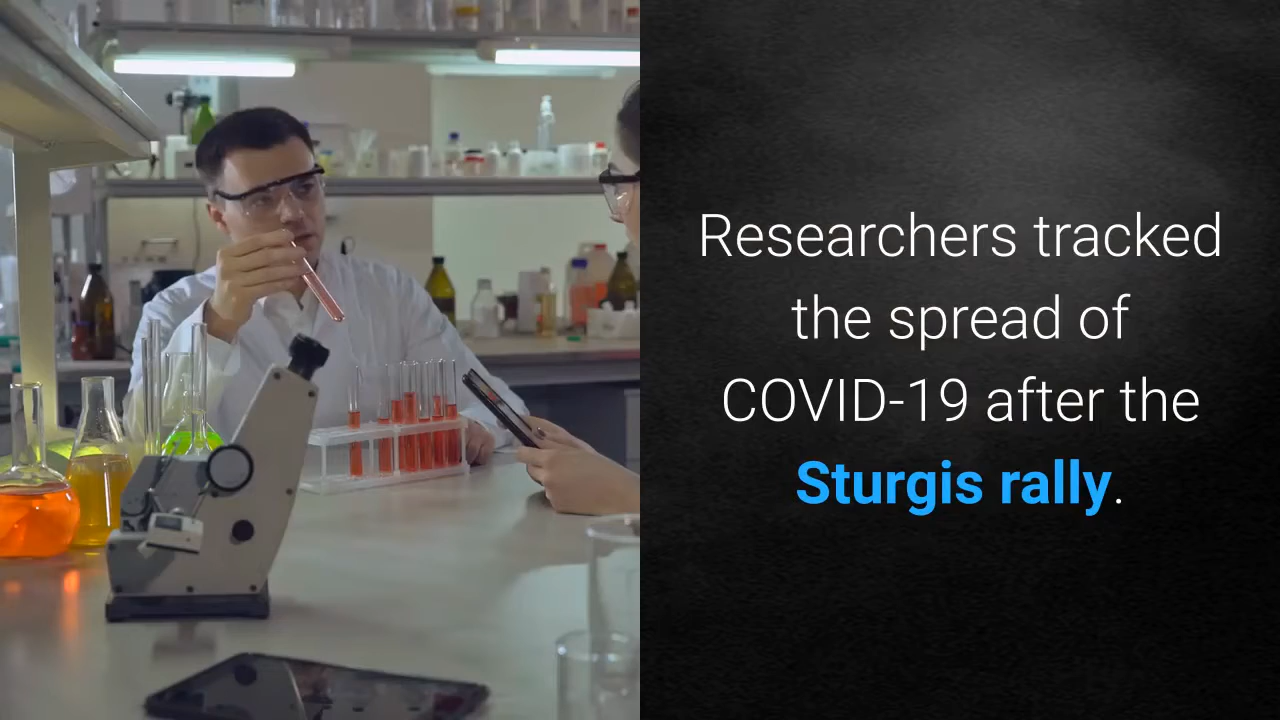 Researchers tracked
the spread of
COVID-19 after the
Sturgis rally.